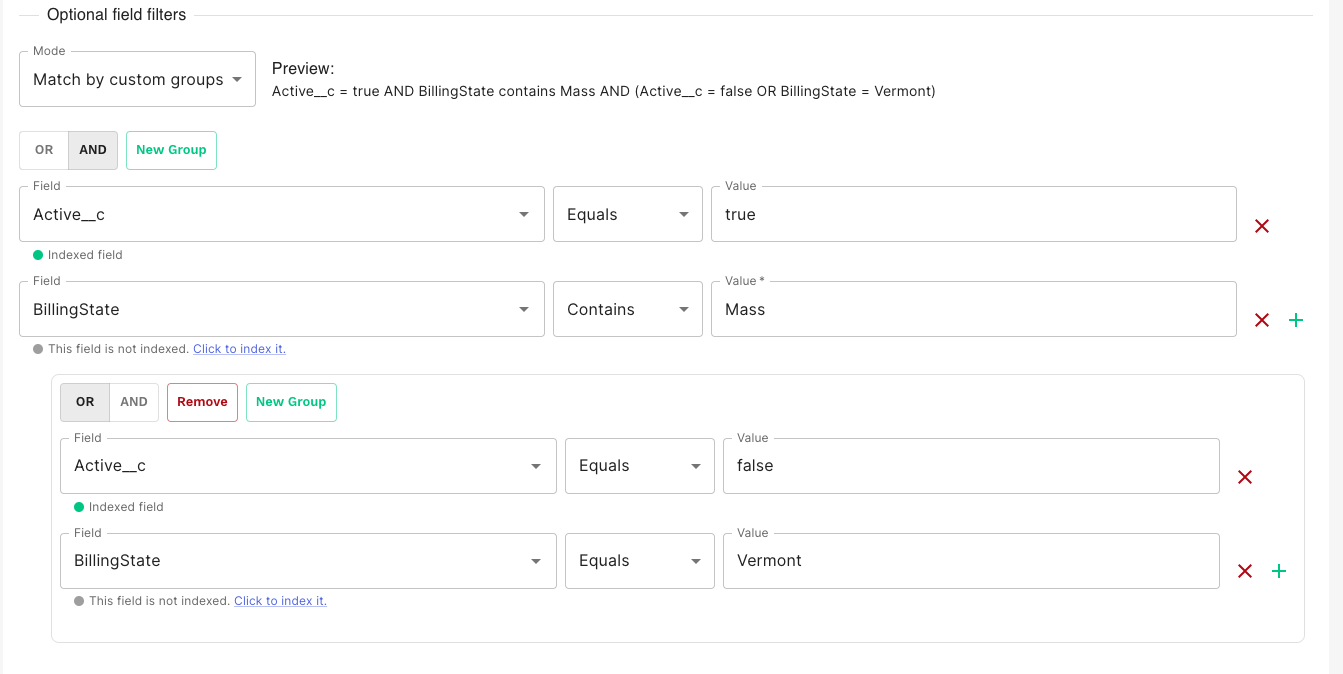 Optional field filters
Mode
Match by custom groups
Preview:
Active__c = true AND BillingState contains Mass AND (Active__c = false OR BillingState = Vermont)
OR AND New Group
Field Value
Active__c Equals true
Indexed field
Field Value *
BillingState Contains Mass
This field is not indexed. Click to index it.
OR AND Remove New Group
Field Value
Active__c Equals false
Indexed field
Field Value
BillingState Equals Vermont
This field is not indexed. Click to index it.